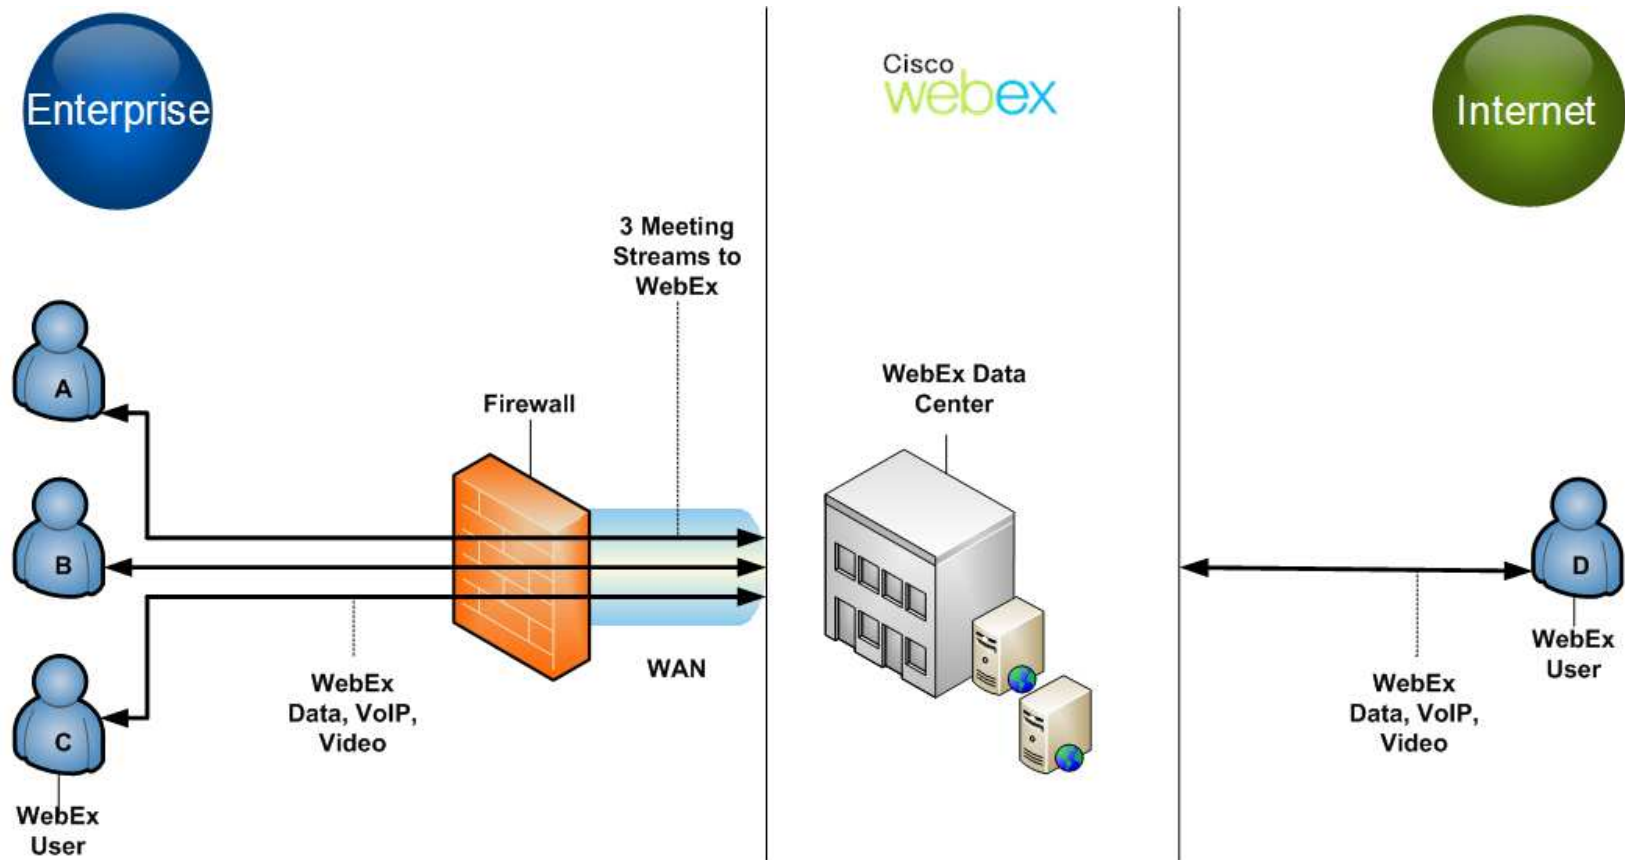 Enterprise
Cisco
webex
Internet
3 Meeting
Streams to
WebEx
A
Firewall
WebEx Data
Center
B
D
WAN
WebEx
User
WebEx
Data, VoIP,
Video
WebEx
Data, VoIP,
Video
C
WebEx
User